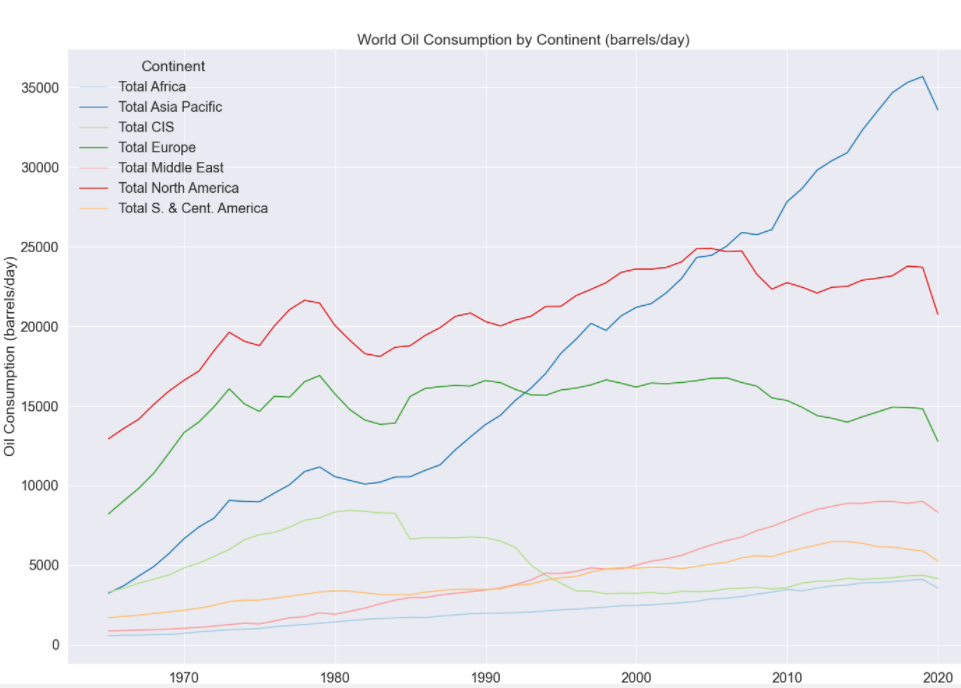 World Oil Consumption by Continent (barrels/day)
Continent
Total Africa
Total Asia Pacific
Total CIS
Total Europe
Total Middle East
Total North America
Total S. & Cent. America
Oil Consumption (barrels/day)
35000
30000
25000
20000
15000
10000
5000
0
1970 1980 1990 2000 2010 2020